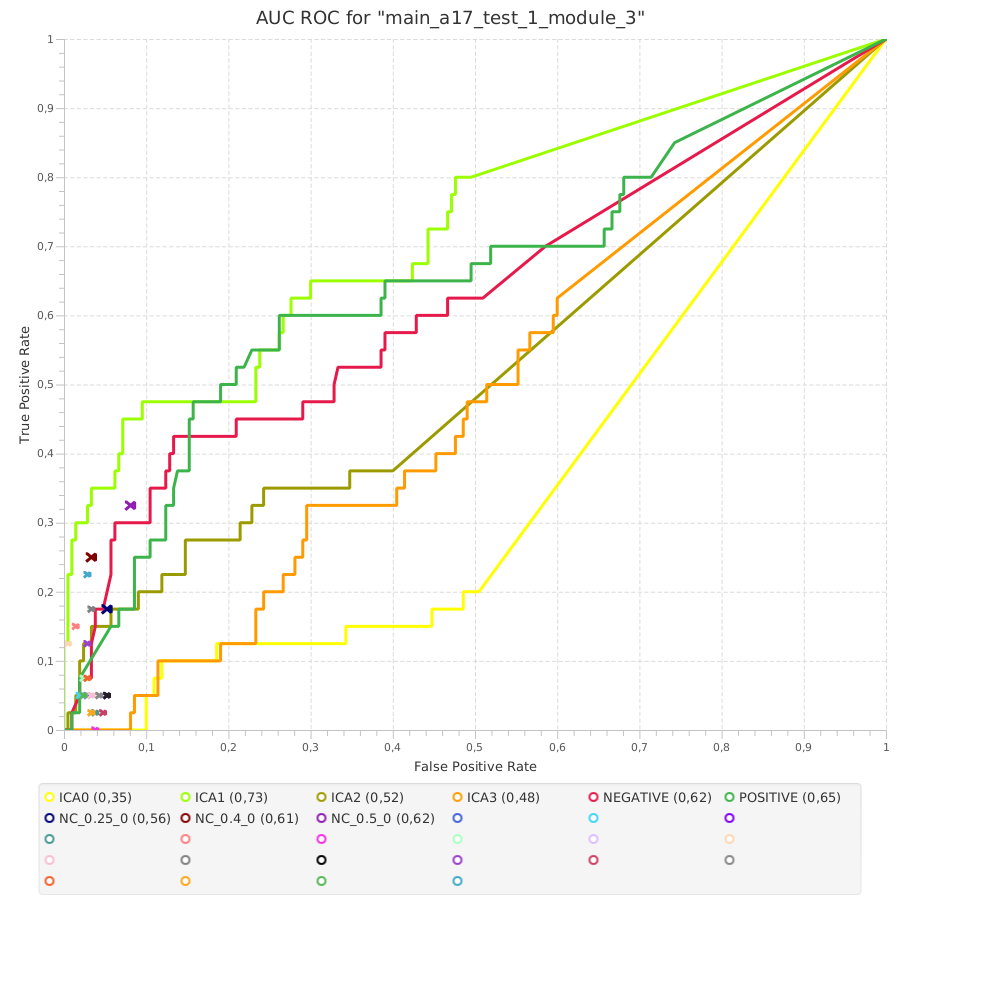 AUC ROC for "main_a17_test_1_module_3"
1
0,9
0,8
0,7
0,6
0,5
0,4
0,3
0,2
0,1
0
True Positive Rate
0 0,1 0,2 0,3 0,4 0,5 0,6 0,7 0,8 0,9 1
False Positive Rate
ICA0 (0,35) ICA1 (0,73) ICA2 (0,52) ICA3 (0,48) NEGATIVE (0,62) POSITIVE (0,65)
NC_0.25_0 (0,56) NC_0.4_0 (0,61) NC_0.5_0 (0,62)